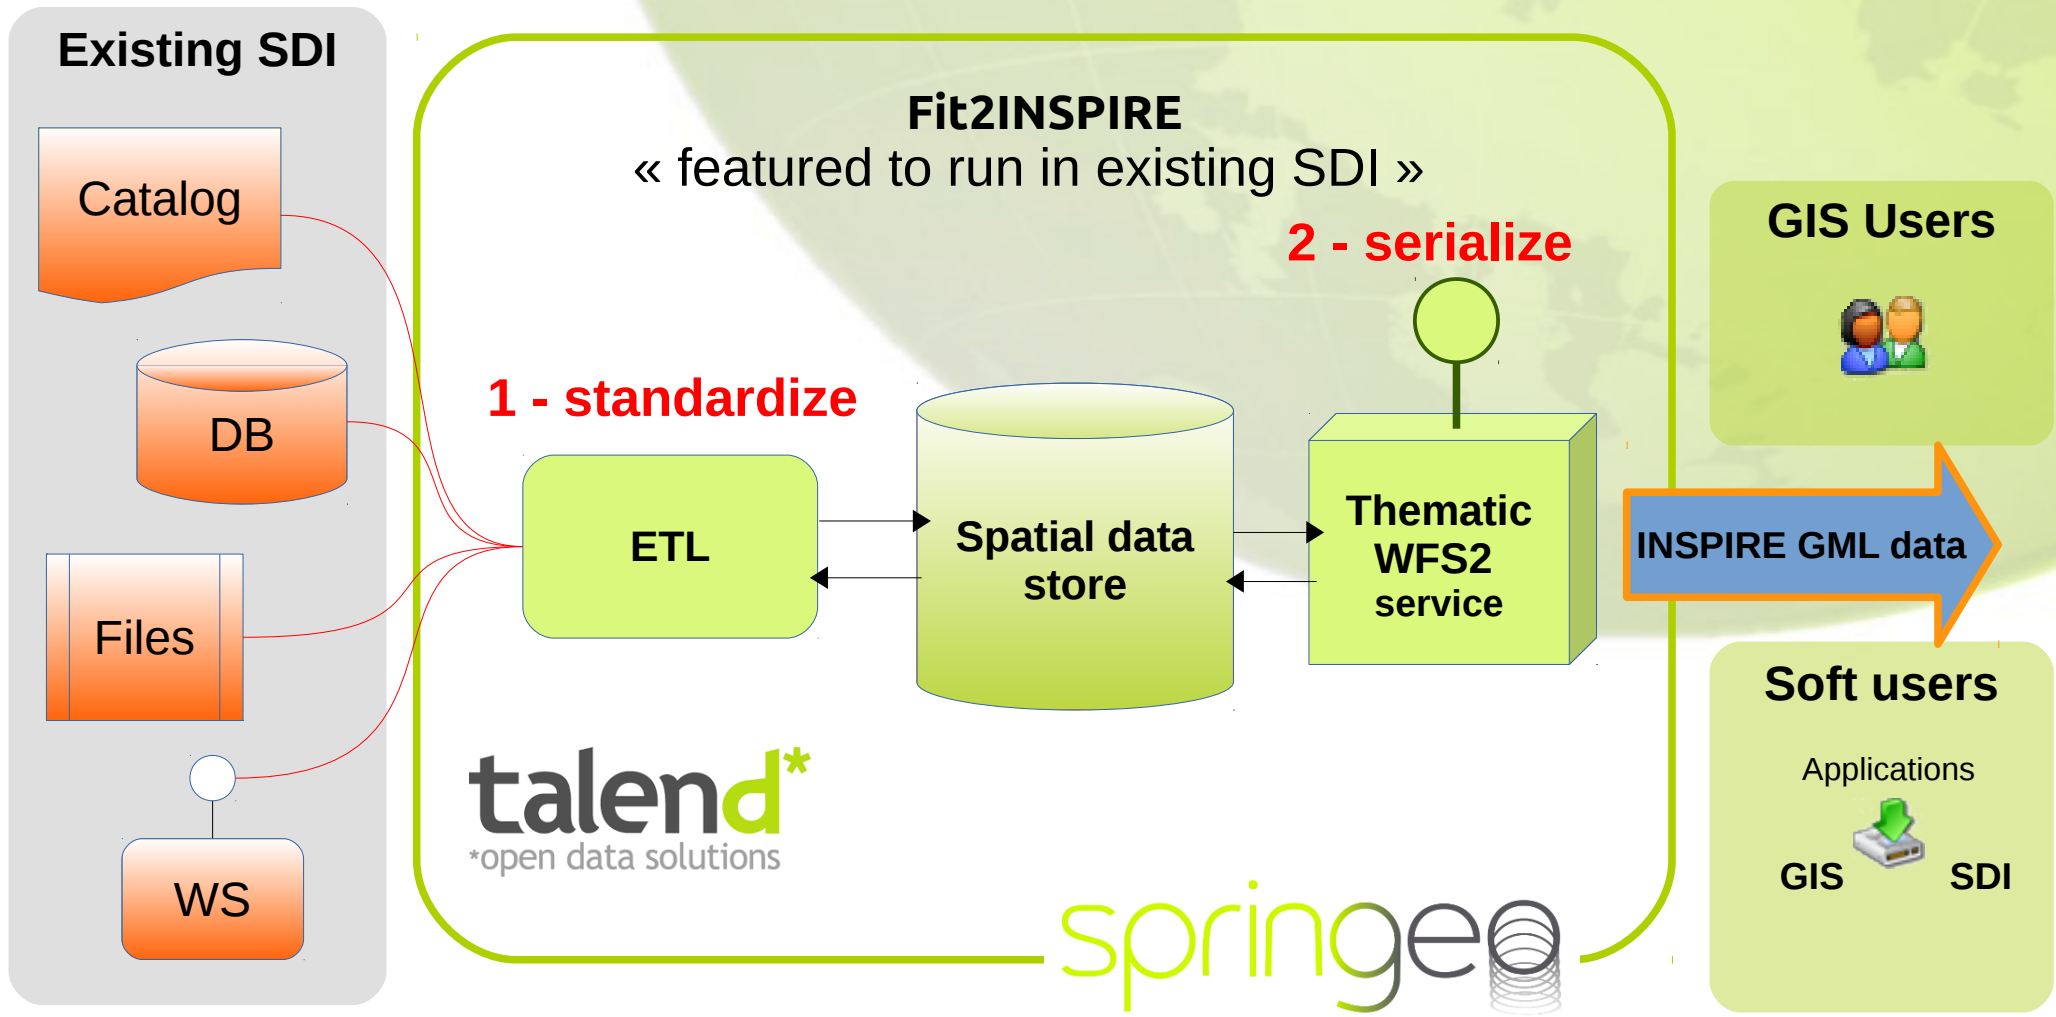 Existing SDI
Catalog
DB
Files
WS
Fit2INSPIRE
« featured to run in existing SDI »
1 - standardize
2 - serialize
ETL
Spatial data
store
Thematic
WFS2
service
talend*
*open data solutions
springeo
GIS Users
INSPIRE GML data
Soft users
Applications
GIS SDI